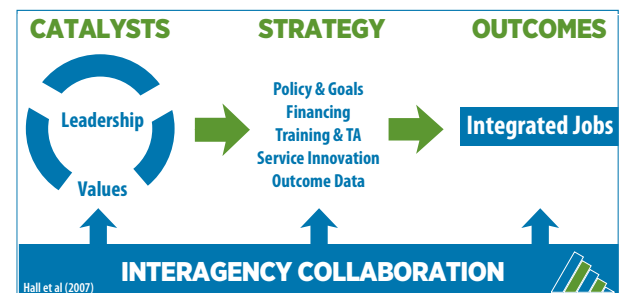 CATALYSTS
STRATEGY
OUTCOMES
Leadership
Values
Policy & Goals
Financing
Training & TA
Service Innovation
Outcome Data
Integrated Jobs
INTERAGENCY COLLABORATION
Hall et al (2007)